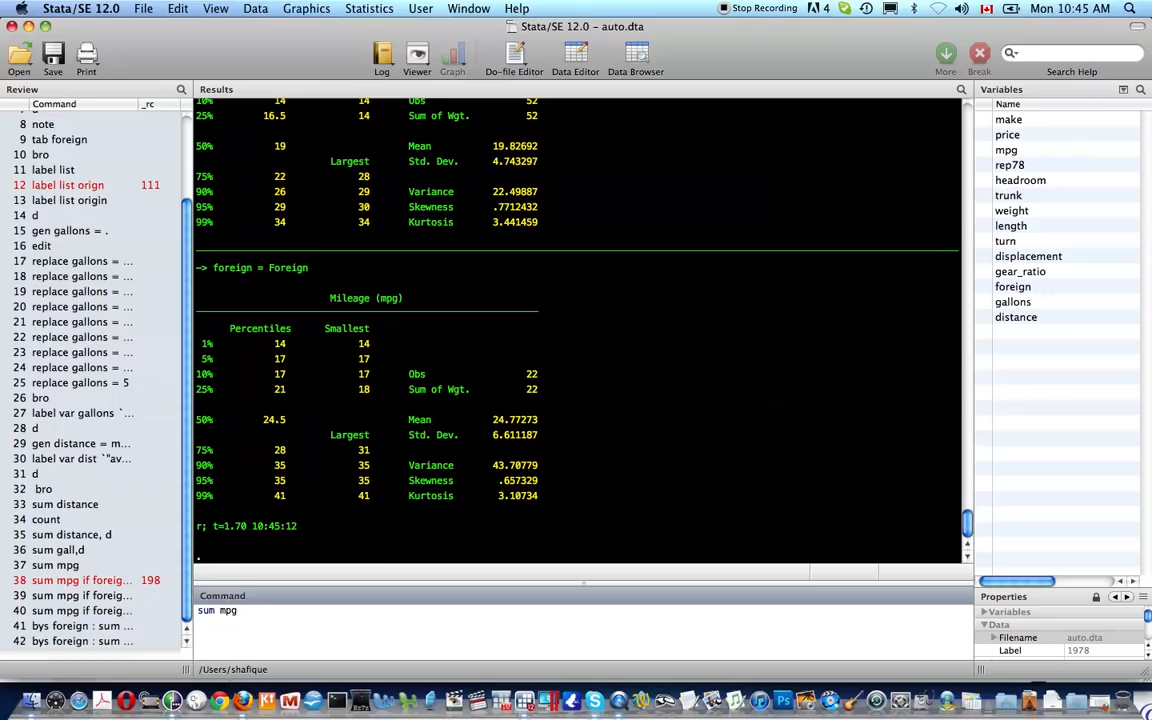 Stata/SE 12.0 File Edit View Data Graphics Statistics User Window Help Stop Recording 4 Mon 10:45 AM
Stata/SE 12.0 - auto.dta
Open Save Print Log Viewer Graph Do-file Editor Data Editor Data Browser More Break Search Help
Review Results Variables
Command _rc
8 note
9 tab foreign
10 bro
11 label list
12 label list orign 111
13 label list origin
14 d
15 gen gallons = .
16 edit
17 replace gallons = ...
18 replace gallons = ...
19 replace gallons = ...
20 replace gallons = ...
21 replace gallons = ...
22 replace gallons = ...
23 replace gallons = ...
24 replace gallons = ...
25 replace gallons = 5
26 bro
27 label var gallons `...
28 d
29 gen distance = m...
30 label var dist `"av...
31 d
32 bro
33 sum distance
34 count
35 sum distance, d
36 sum gall,d
37 sum mpg
38 sum mpg if foreig... 198
39 sum mpg if foreig...
40 sum mpg if foreig...
41 bys foreign : sum ...
42 bys foreign : sum ...
10% 14 14 Obs 52
25% 16.5 14 Sum of Wgt. 52
50% 19 Mean 19.82692
Largest Std. Dev. 4.743297
75% 22 28
90% 26 29 Variance 22.49887
95% 29 30 Skewness .7712432
99% 34 34 Kurtosis 3.441459
-> foreign = Foreign
Mileage (mpg)
Percentiles Smallest
1% 14 14
5% 17 17
10% 17 17 Obs 22
25% 21 18 Sum of Wgt. 22
50% 24.5 Mean 24.77273
Largest Std. Dev. 6.611187
75% 28 31
90% 35 35 Variance 43.70779
95% 35 35 Skewness .657329
99% 41 41 Kurtosis 3.10734
r; t=1.70 10:45:12
.
Command
sum mpg
/Users/shafique
Name
make
price
mpg
rep78
headroom
trunk
weight
length
turn
displacement
gear_ratio
foreign
gallons
distance
Properties
Variables
Data
Filename auto.dta
Label 1978